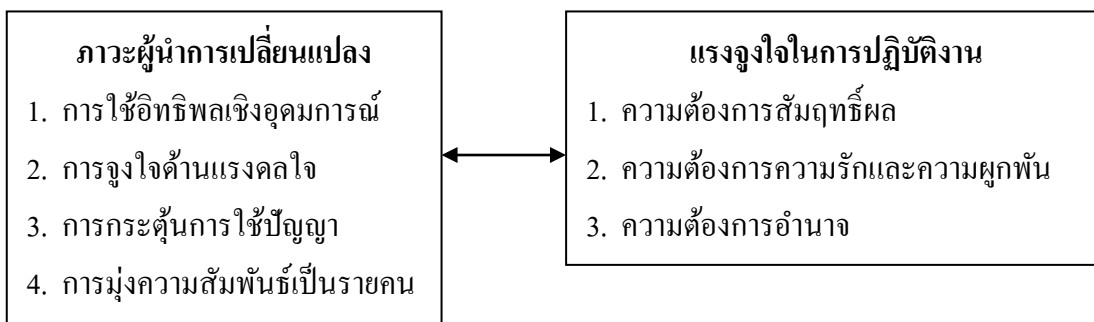 ภาวะผู้นำการเปลี่ยนแปลง
1. การใช้อิทธิพลเชิงอุดมการณ์
2. การจูงใจด้านแรงดลใจ
3. การกระตุ้นการใช้ปัญญา
4. การมุ่งความสัมพันธ์เป็นรายคน
แรงจูงใจในการปฏิบัติงาน
1. ความต้องการสัมฤทธิ์ผล
2. ความต้องการความรักและความผูกพัน
3. ความต้องการอำนาจ